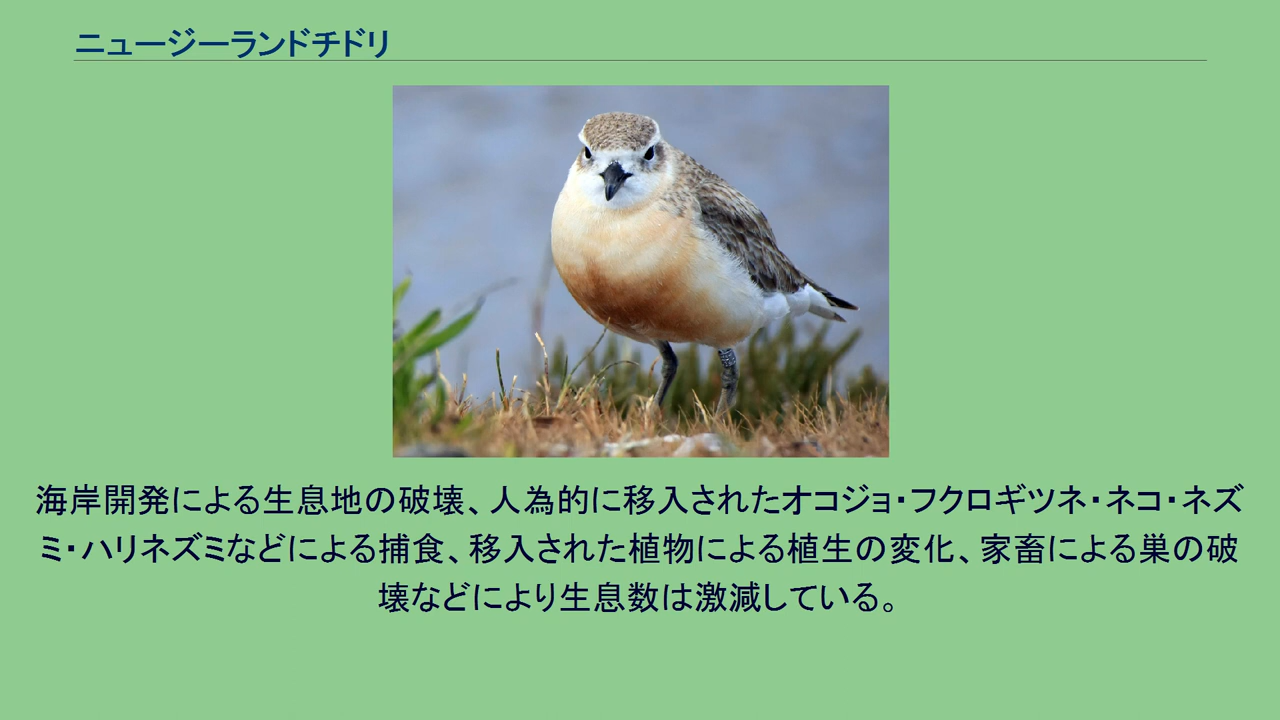 ニュージーランドチドリ
海岸開発による生息地の破壊、人為的に移入されたオコジョ・フクロギツネ・ネコ・ネズ
ミ・ハリネズミなどによる捕食、移入された植物による植生の変化、家畜による巣の破
壊などにより生息数は激減している。